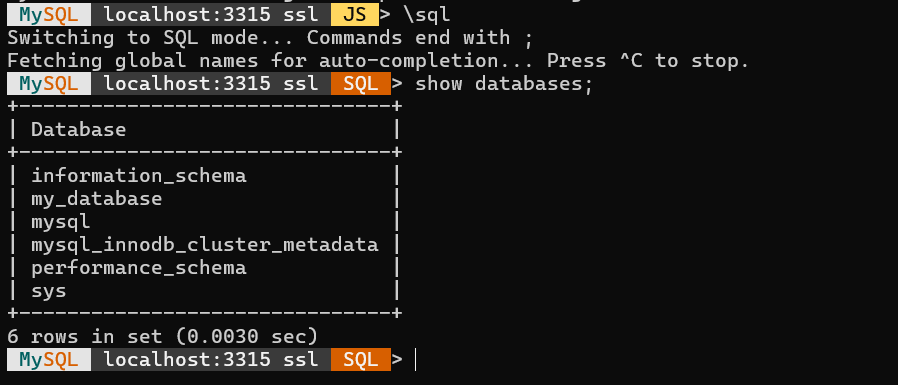 MySQL localhost:3315 ssl JS > \sql
Switching to SQL mode... Commands end with ;
Fetching global names for auto-completion... Press ^C to stop.
MySQL localhost:3315 ssl SQL > show databases;
+-------------------------------+
| Database                      |
+-------------------------------+
| information_schema            |
| my_database                   |
| mysql                         |
| mysql_innodb_cluster_metadata |
| performance_schema            |
| sys                           |
+-------------------------------+
6 rows in set (0.0030 sec)
MySQL localhost:3315 ssl SQL >